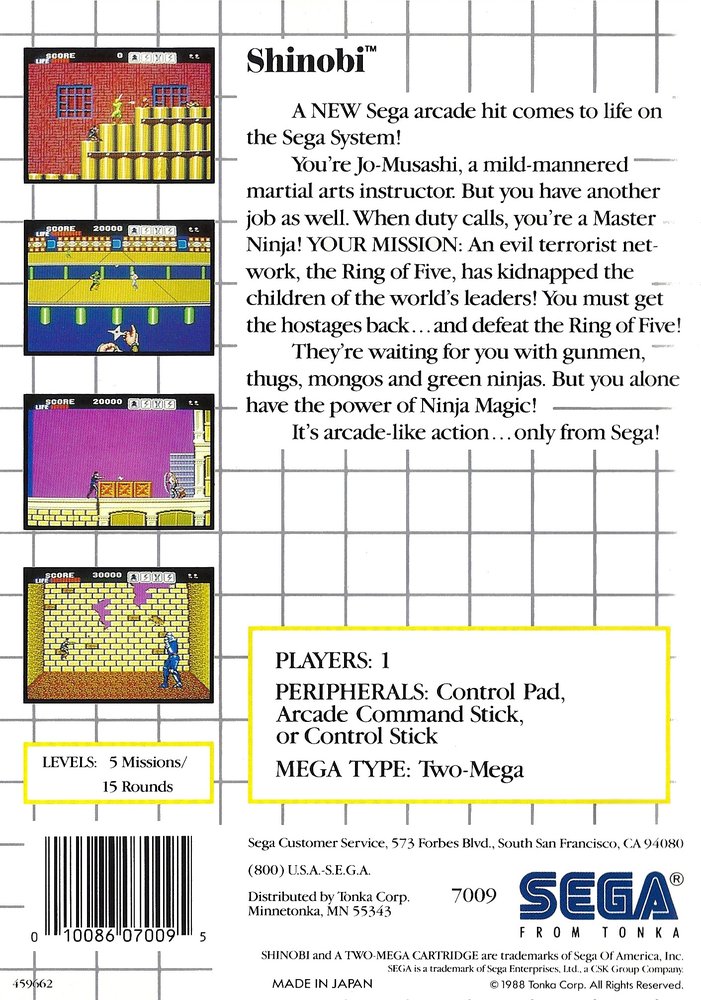 SCORE 0
LIFE
SCORE 20000
LIFE
SCORE 20000
LIFE
SCORE 30000
LIFE
LEVELS: 5 Missions/
15 Rounds
Shinobi™
A NEW Sega arcade hit comes to life on
the Sega System!
You're Jo-Musashi, a mild-mannered
martial arts instructor. But you have another
job as well. When duty calls, you're a Master
Ninja! YOUR MISSION: An evil terrorist net-
work, the Ring of Five, has kidnapped the
children of the world's leaders! You must get
the hostages back...and defeat the Ring of Five!
They're waiting for you with gunmen,
thugs, mongos and green ninjas. But you alone
have the power of Ninja Magic!
It's arcade-like action...only from Sega!
PLAYERS: 1
PERIPHERALS: Control Pad,
Arcade Command Stick,
or Control Stick
MEGA TYPE: Two-Mega
0 10086 07009 5
459662
Sega Customer Service, 573 Forbes Blvd., South San Francisco, CA 94080
(800) U.S.A.-S.E.G.A.
Distributed by Tonka Corp.
Minnetonka, MN 55343
7009
SEGA®
FROM TONKA
SHINOBI and A TWO-MEGA CARTRIDGE are trademarks of Sega Of America, Inc.
SEGA is a trademark of Sega Enterprises, Ltd., a CSK Group Company.
MADE IN JAPAN
© 1988 Tonka Corp. All Rights Reserved.